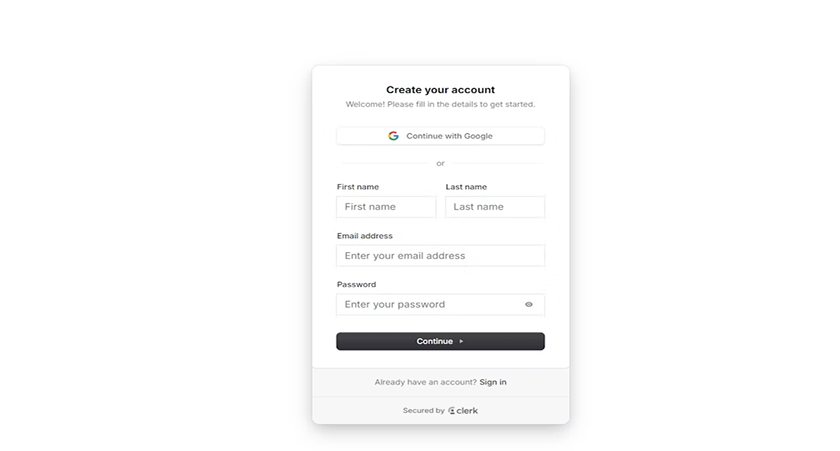 Create your account
Welcome! Please fill in the details to get started.
Continue with Google
or
First name Last name
First name Last name
Email address
Enter your email address
Password
Enter your password
Continue
Already have an account? Sign in
Secured by clerk